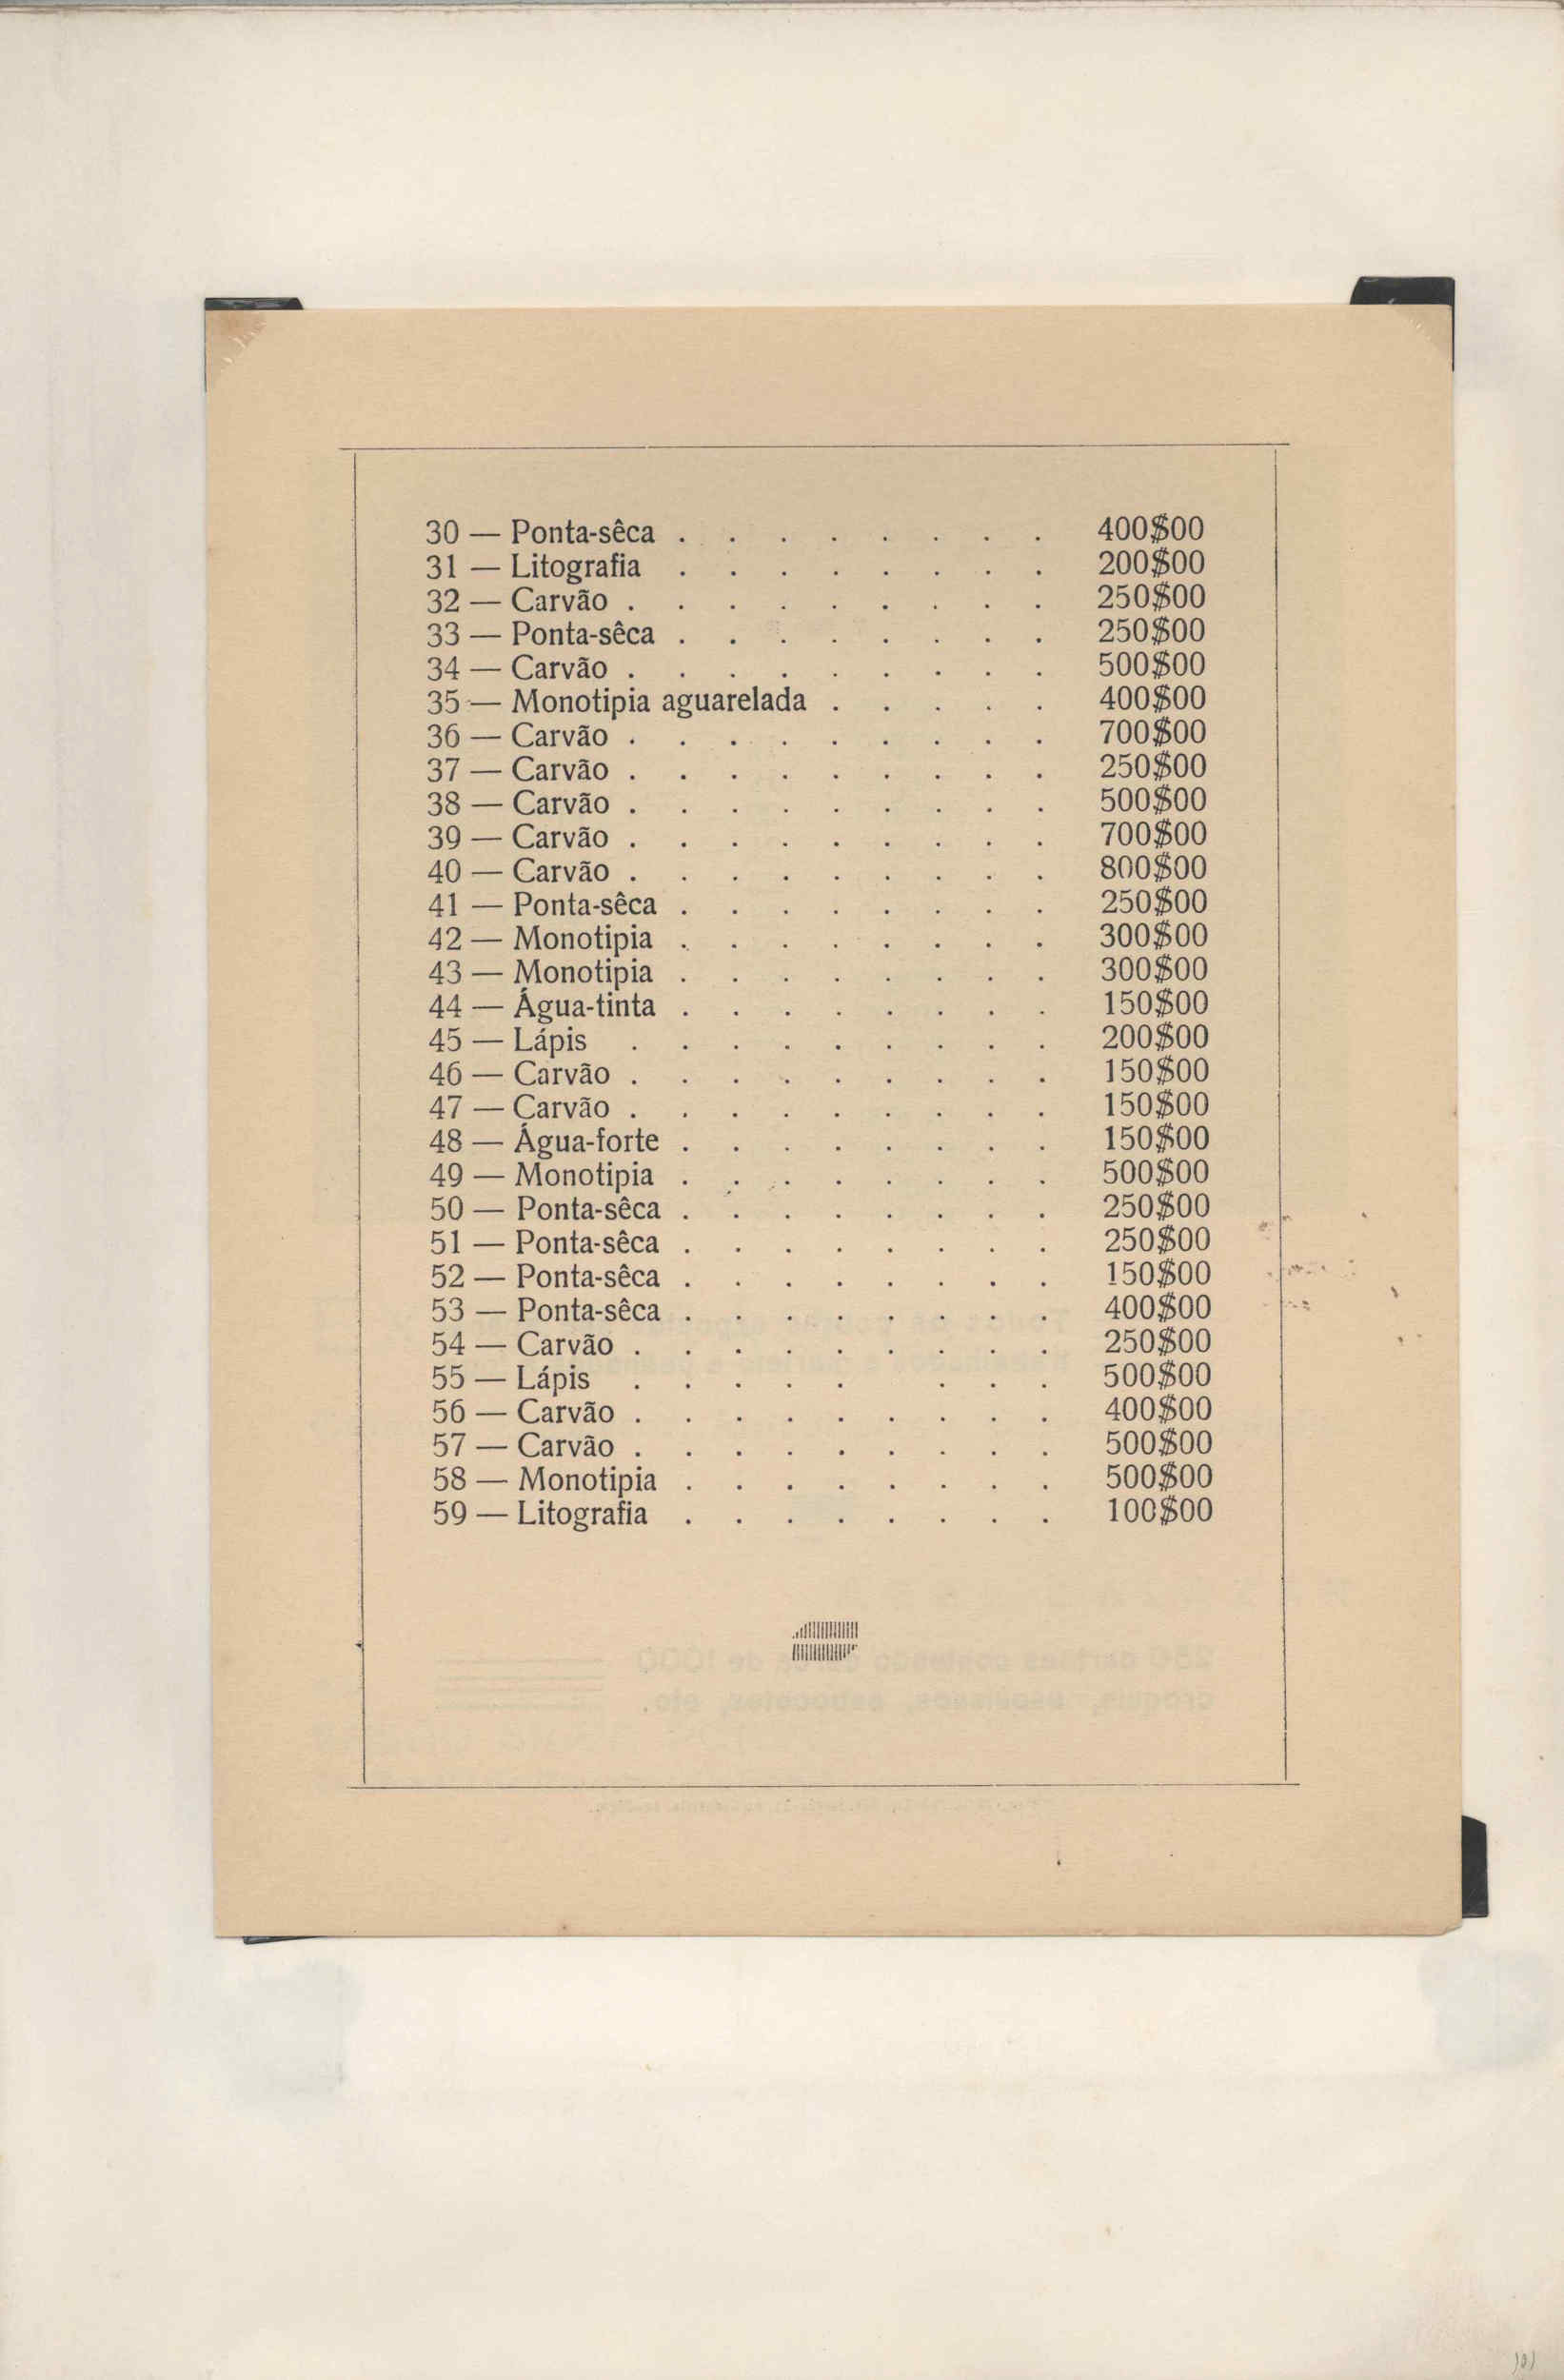 30 — Ponta-sêca . . . . . . . . 400$00
31 — Litografia . . . . . . . . 200$00
32 — Carvão . . . . . . . . . 250$00
33 — Ponta-sêca . . . . . . . . 250$00
34 — Carvão . . . . . . . . . 500$00
35 — Monotipia aguarelada . . . . . 400$00
36 — Carvão . . . . . . . . . 700$00
37 — Carvão . . . . . . . . . 250$00
38 — Carvão . . . . . . . . . 500$00
39 — Carvão . . . . . . . . . 700$00
40 — Carvão . . . . . . . . . 800$00
41 — Ponta-sêca . . . . . . . . 250$00
42 — Monotipia . . . . . . . . 300$00
43 — Monotipia . . . . . . . . 300$00
44 — Água-tinta . . . . . . . . 150$00
45 — Lápis . . . . . . . . . 200$00
46 — Carvão . . . . . . . . . 150$00
47 — Carvão . . . . . . . . . 150$00
48 — Água-forte . . . . . . . . 150$00
49 — Monotipia . . . . . . . . 500$00
50 — Ponta-sêca . . . . . . . . 250$00
51 — Ponta-sêca . . . . . . . . 250$00
52 — Ponta-sêca . . . . . . . . 150$00
53 — Ponta-sêca . . . . . . . . 400$00
54 — Carvão . . . . . . . . . 250$00
55 — Lápis . . . . . . . . 500$00
56 — Carvão . . . . . . . . . 400$00
57 — Carvão . . . . . . . . . 500$00
58 — Monotipia . . . . . . . . 500$00
59 — Litografia . . . . . . . . 100$00